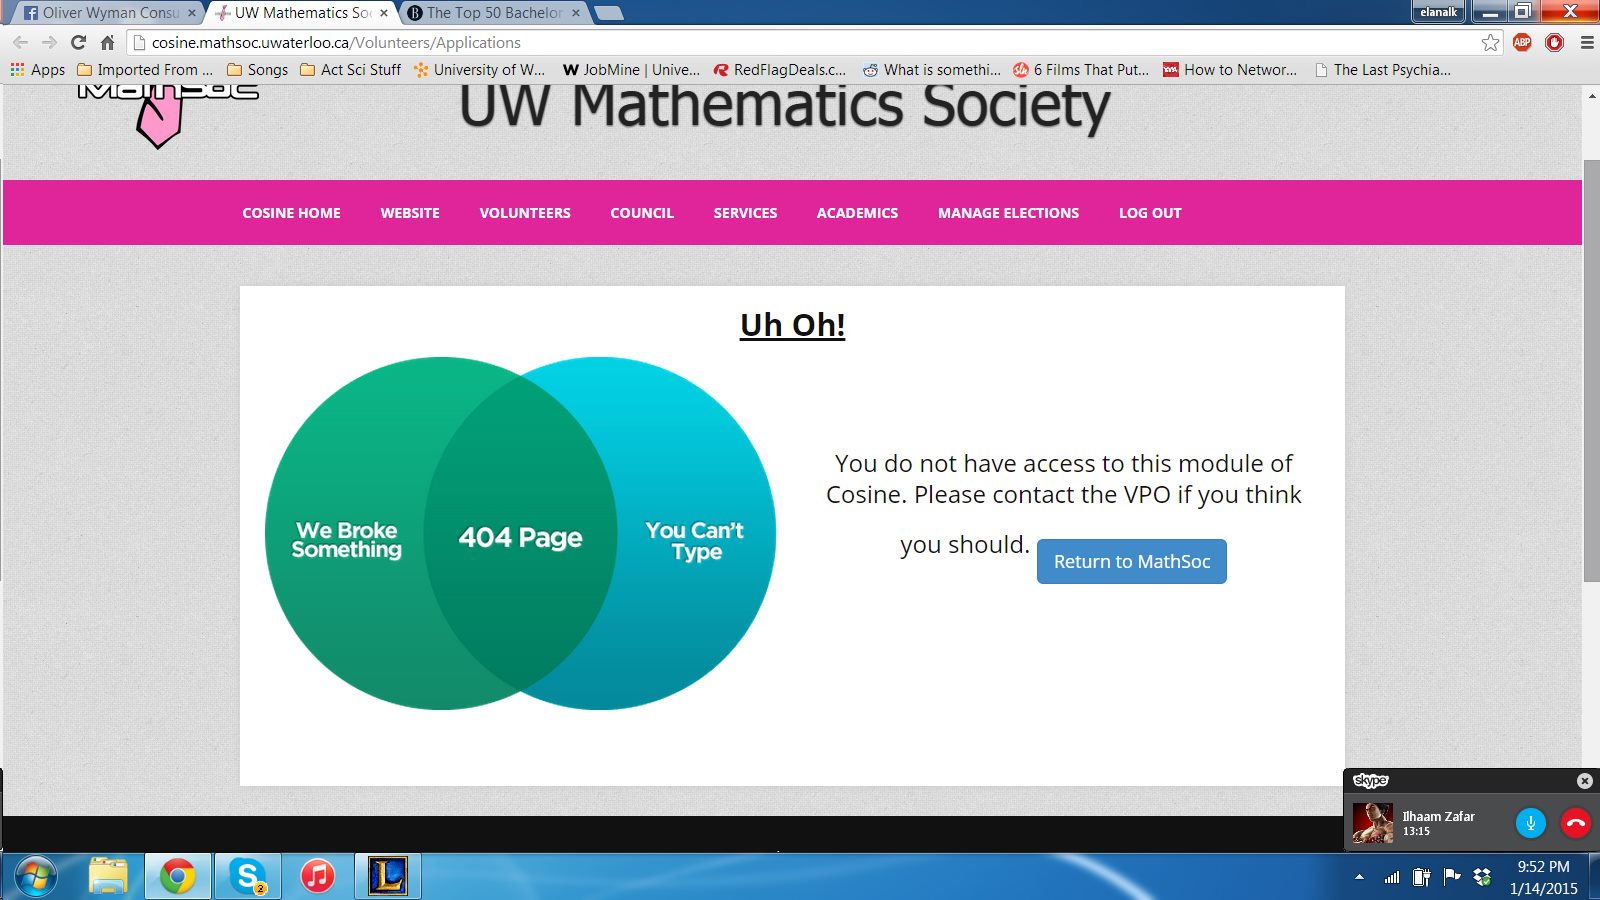 Oliver Wyman Consu
UW Mathematics Soc
The Top 50 Bachelor
elanalk
cosine.mathsoc.uwaterloo.ca/Volunteers/Applications
ABP
Apps
Imported From ...
Songs
Act Sci Stuff
University of W...
W JobMine | Unive...
RedFlagDeals.c...
What is somethi...
6 Films That Put...
How to Networ...
The Last Psychia...
MathSoc
UW Mathematics Society
COSINE HOME
WEBSITE
VOLUNTEERS
COUNCIL
SERVICES
ACADEMICS
MANAGE ELECTIONS
LOG OUT
Uh Oh!
We Broke
Something
404 Page
You Can't
Type
You do not have access to this module of
Cosine. Please contact the VPO if you think
you should.
Return to MathSoc
skype
Ilhaam Zafar
13:15
2
9:52 PM
1/14/2015